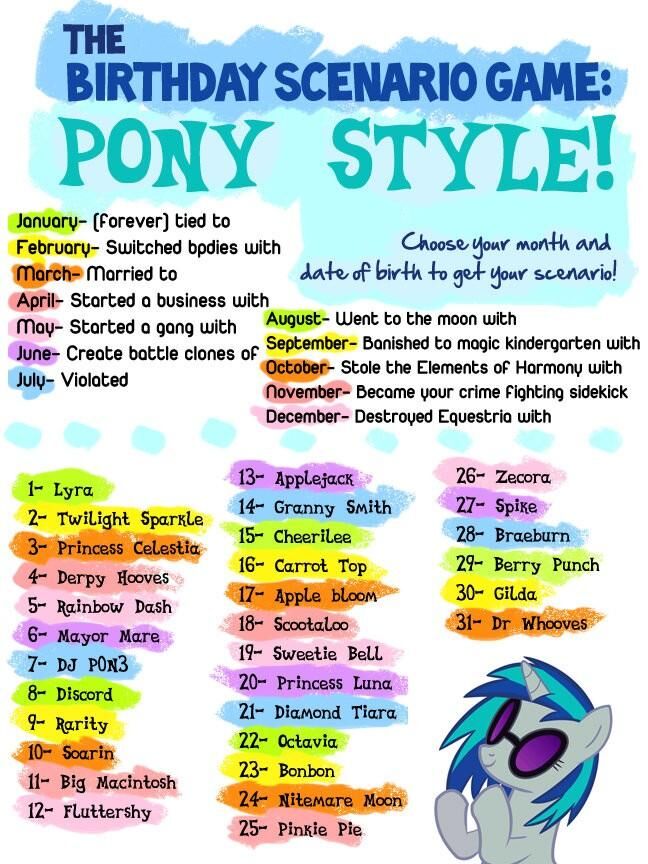 THE
BIRTHDAY SCENARIO GAME:
PONY STYLE!
January- (forever) tied to
February- Switched bpdies with
March- Married to
April- Started a business with
May- Started a gang with
June- Create battle clones of
July- Violated
Choose your month and
date of birth to get your scenario!
August- Went to the moon with
September- Banished to magic kindergarten with
October- Stole the Elements of Harmony with
November- Became your crime fighting sidekick
December- Destroyed Equestria with
1- Lyra
2- Twilight Sparkle
3- Princess Celestia
4- Derpy Hooves
5- Rainbow Dash
6- Mayor Mare
7- DJ P0N3
8- Discord
9- Rarity
10- Soarin
11- Big Macintosh
12- Fluttershy
13- Applejack
14- Granny Smith
15- Cheerilee
16- Carrot Top
17- Apple bloom
18- Scootaloo
19- Sweetie Bell
20- Princess Luna
21- Diamond Tiara
22- Octavia
23- Bonbon
24- Nitemare Moon
25- Pinkie Pie
26- Zecora
27- Spike
28- Braeburn
29- Berry Punch
30- Gilda
31- Dr Whooves